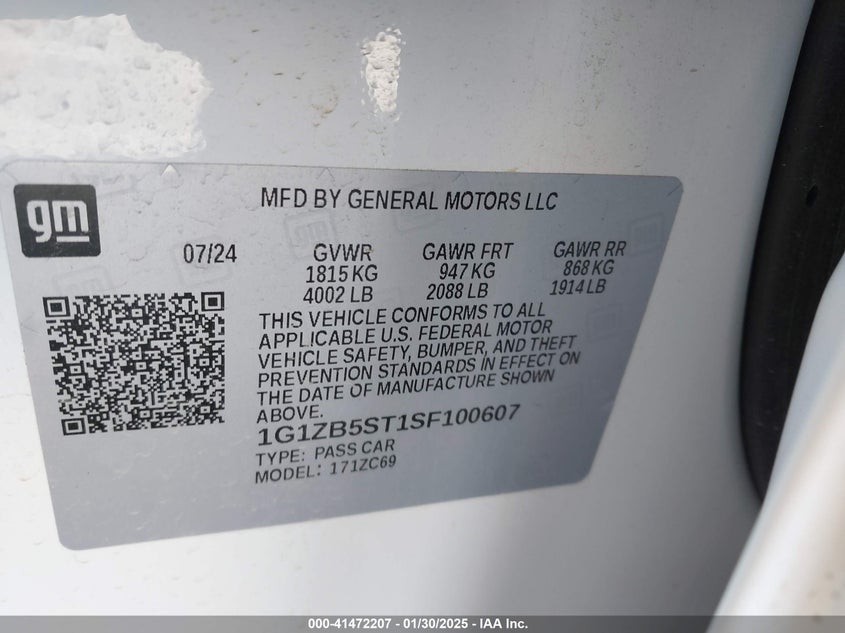 MFD BY GENERAL MOTORS LLC
gm
07/24 GVWR GAWR FRT GAWR RR
1815 KG 947 KG 868 KG
4002 LB 2088 LB 1914 LB
THIS VEHICLE CONFORMS TO ALL
APPLICABLE U.S. FEDERAL MOTOR
VEHICLE SAFETY, BUMPER, AND THEFT
PREVENTION STANDARDS IN EFFECT ON
THE DATE OF MANUFACTURE SHOWN
ABOVE.
1G1ZB5ST1SF100607
TYPE: PASS CAR
MODEL: 171ZC69
000-41472207 - 01/30/2025 - IAA Inc.